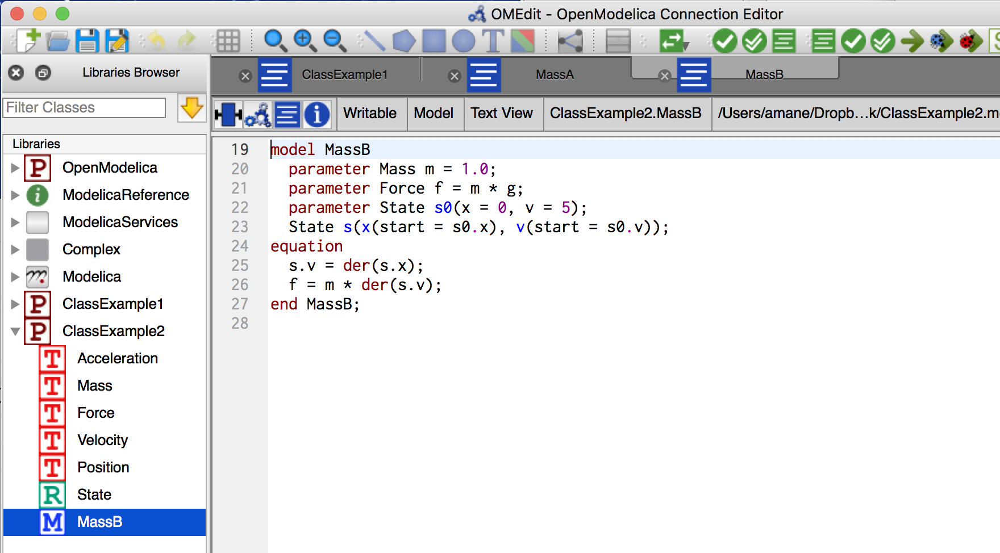 OMEdit - OpenModelica Connection Editor
Libraries Browser
ClassExample1
MassA
MassB
Filter Classes
Writable
Model
Text View
ClassExample2.MassB
/Users/amane/Dropb...k/ClassExample2.m
Libraries
P OpenModelica
i ModelicaReference
ModelicaServices
Complex
Modelica
P ClassExample1
P ClassExample2
T Acceleration
T Mass
T Force
T Velocity
T Position
R State
M MassB
19 model MassB
20   parameter Mass m = 1.0;
21   parameter Force f = m * g;
22   parameter State s0(x = 0, v = 5);
23   State s(x(start = s0.x), v(start = s0.v));
24 equation
25   s.v = der(s.x);
26   f = m * der(s.v);
27 end MassB;
28